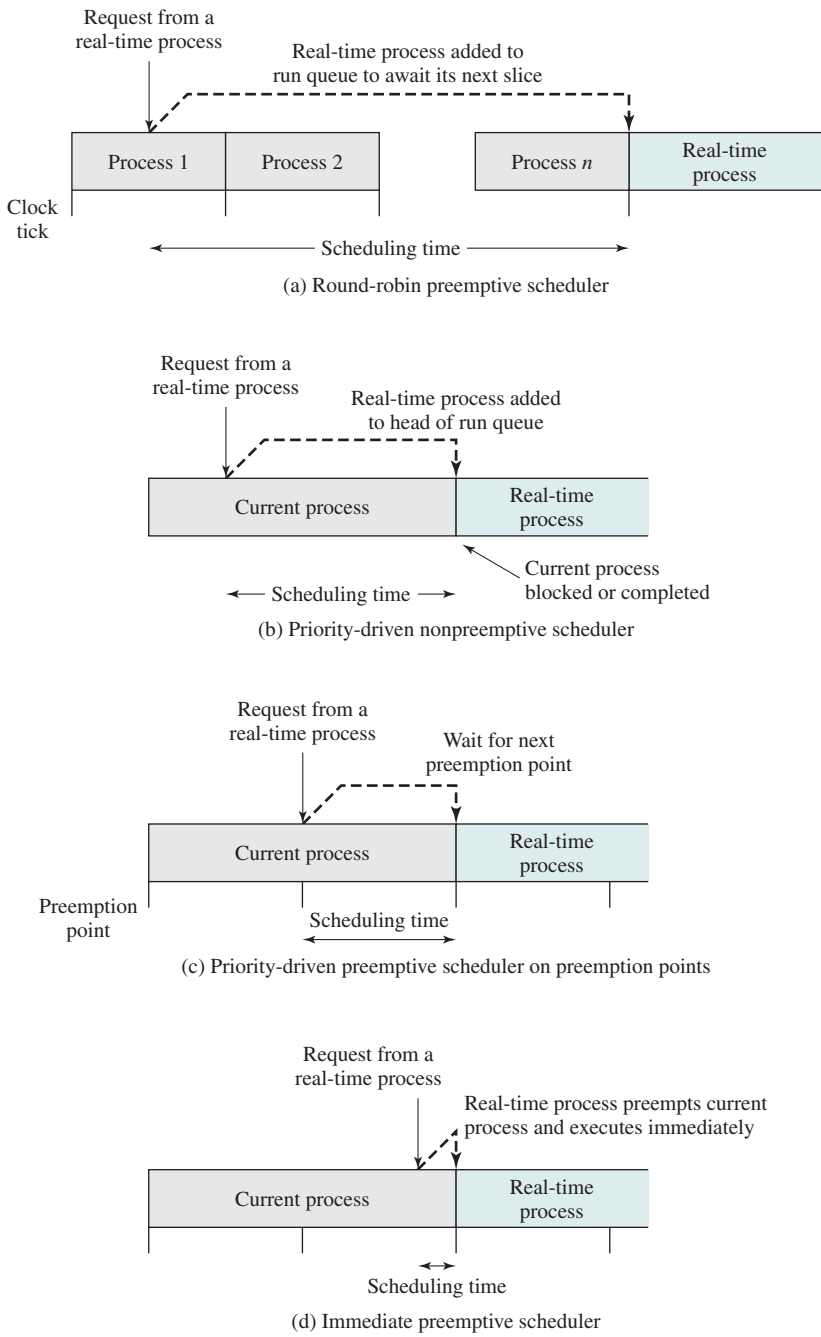 Request from a
real-time process
Real-time process added to
run queue to await its next slice
Process 1
Process 2
Process n
Real-time
process
Clock
tick
Scheduling time
(a) Round-robin preemptive scheduler
Request from a
real-time process
Real-time process added
to head of run queue
Current process
Real-time
process
Current process
blocked or completed
Scheduling time
(b) Priority-driven nonpreemptive scheduler
Request from a
real-time process
Wait for next
preemption point
Current process
Real-time
process
Preemption
point
Scheduling time
(c) Priority-driven preemptive scheduler on preemption points
Request from a
real-time process
Real-time process preempts current
process and executes immediately
Current process
Real-time
process
Scheduling time
(d) Immediate preemptive scheduler